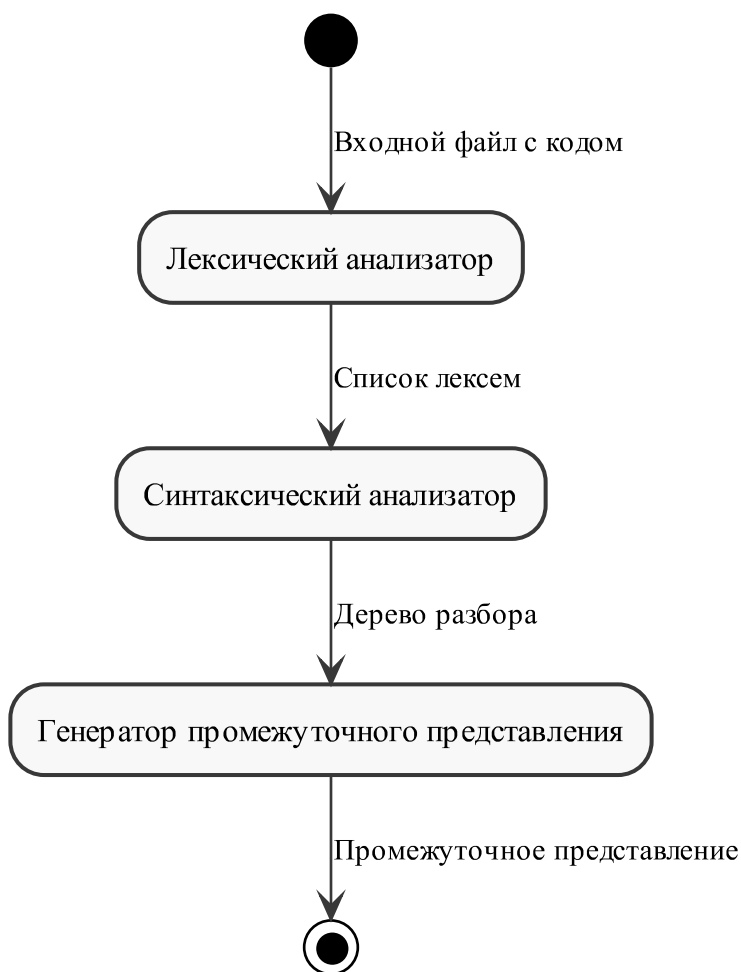 Входной файл с кодом
Лексический анализатор
Список лексем
Синтаксический анализатор
Дерево разбора
Генератор промежуточного представления
Промежуточное представление